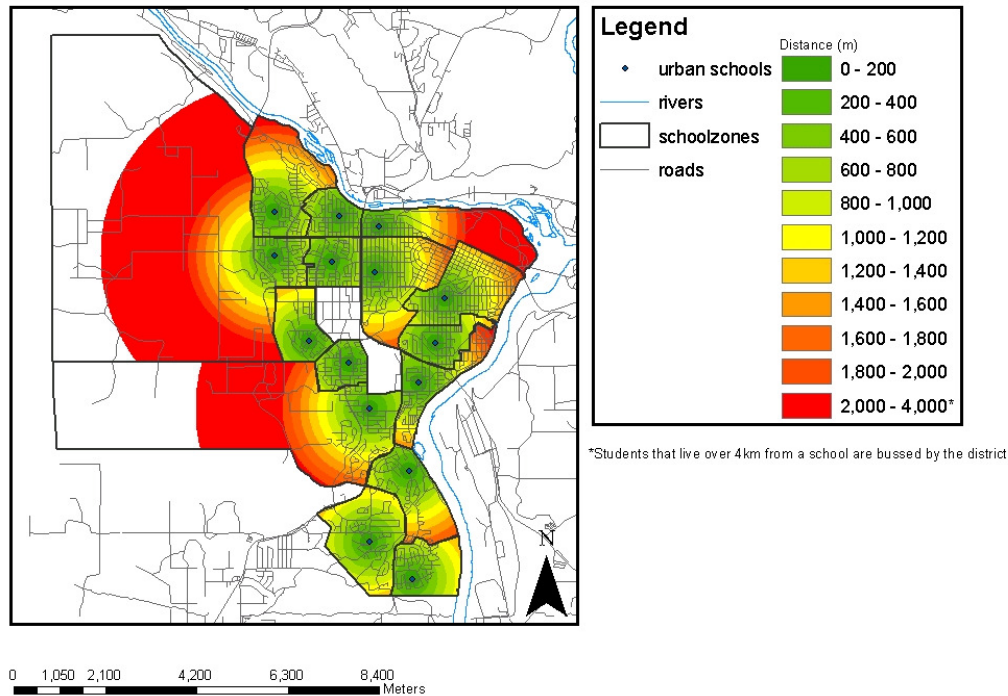 Legend
Distance (m)
urban schools
rivers
schoolzones
roads
0 - 200
200 - 400
400 - 600
600 - 800
800 - 1,000
1,000 - 1,200
1,200 - 1,400
1,400 - 1,600
1,600 - 1,800
1,800 - 2,000
2,000 - 4,000*
*Students that live over 4km from a school are bussed by the district
N
0 1,050 2,100 4,200 6,300 8,400
Meters